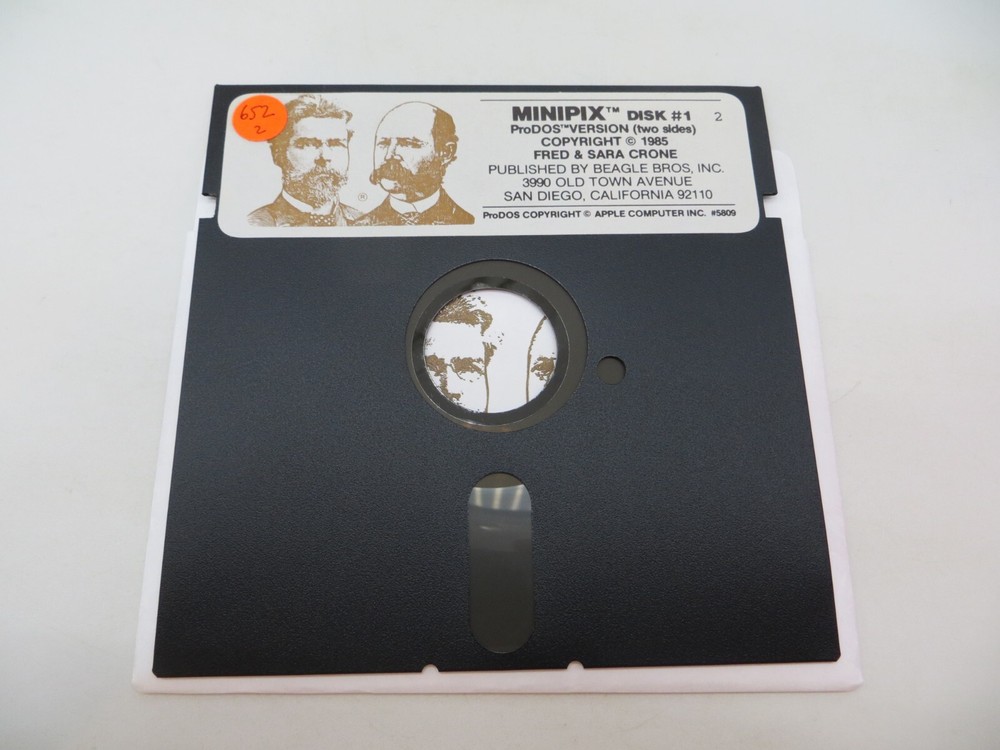 652
2
MINIPIX™ DISK #1 2
ProDOS™VERSION (two sides)
COPYRIGHT © 1985
FRED & SARA CRONE
PUBLISHED BY BEAGLE BROS, INC.
3990 OLD TOWN AVENUE
SAN DIEGO, CALIFORNIA 92110
®
ProDOS COPYRIGHT © APPLE COMPUTER INC. #5809